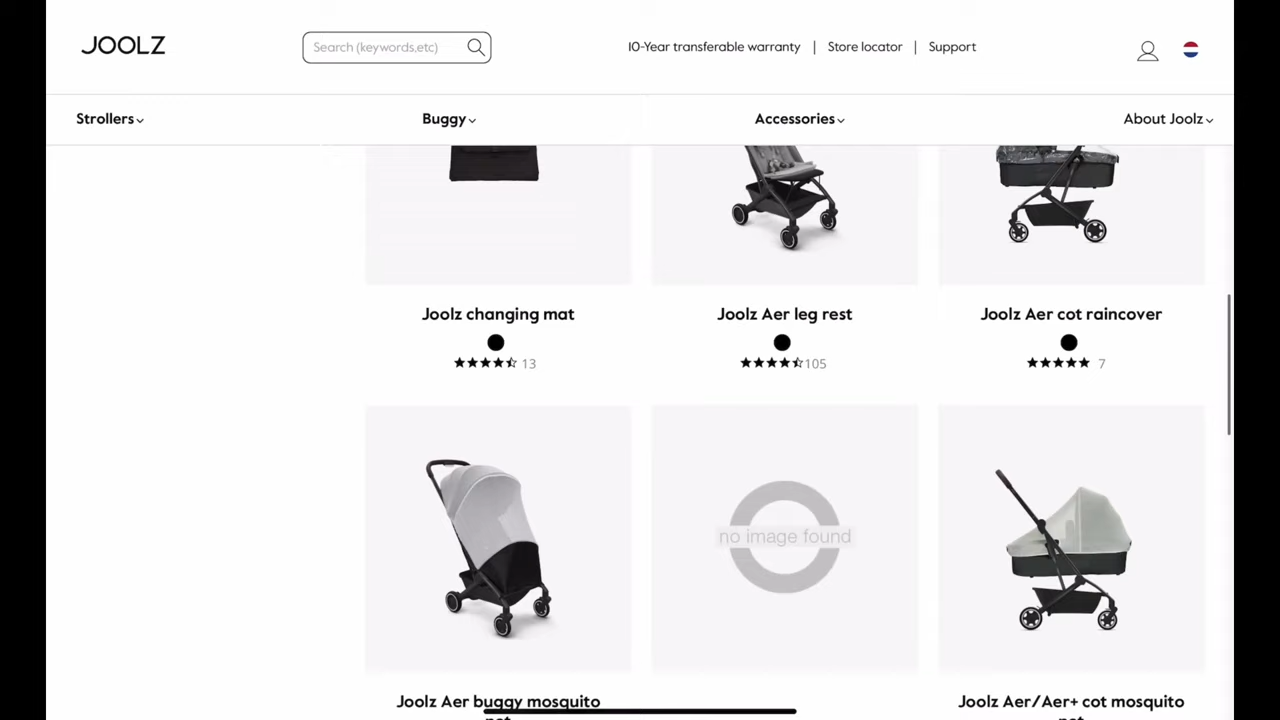 JOOLZ
Search (keywords,etc)
10-Year transferable warranty | Store locator | Support
Strollers
Buggy
Accessories
About Joolz
Joolz changing mat
13
Joolz Aer leg rest
105
Joolz Aer cot raincover
7
no image found
Joolz Aer buggy mosquito
net
Joolz Aer/Aer+ cot mosquito
net